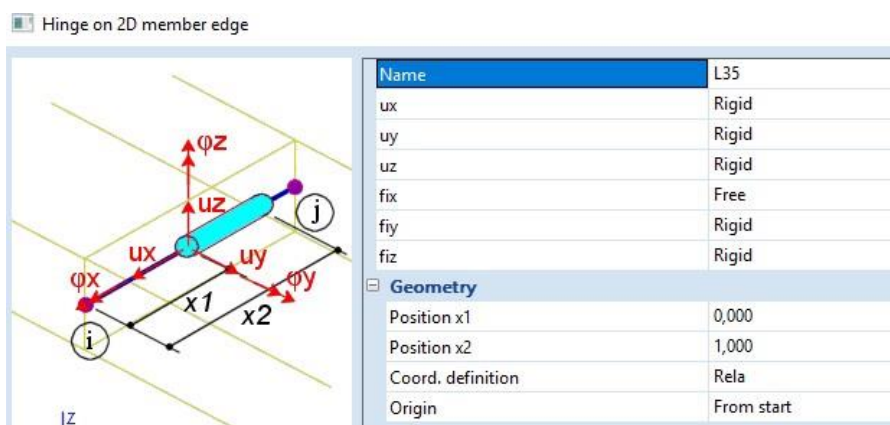 Hinge on 2D member edge
φz
uz
j
ux
uy
φx
φy
x1
x2
i
z
Name L35
ux Rigid
uy Rigid
uz Rigid
fix Free
fiy Rigid
fiz Rigid
Geometry
Position x1 0,000
Position x2 1,000
Coord. definition Rela
Origin From start